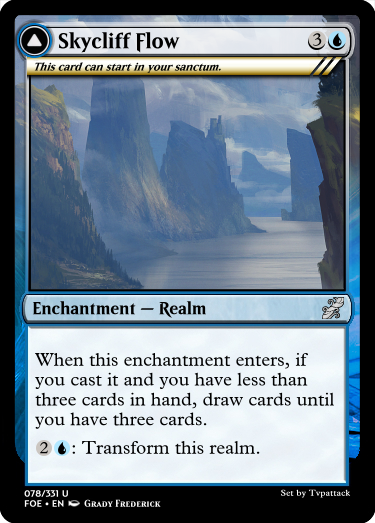 Skycliff Flow 3
This card can start in your sanctum.
Enchantment — Realm
When this enchantment enters, if
you cast it and you have less than
three cards in hand, draw cards until
you have three cards.
2 : Transform this realm.
078/331 U
FOE • EN Grady Frederick
Set by Tvpattack